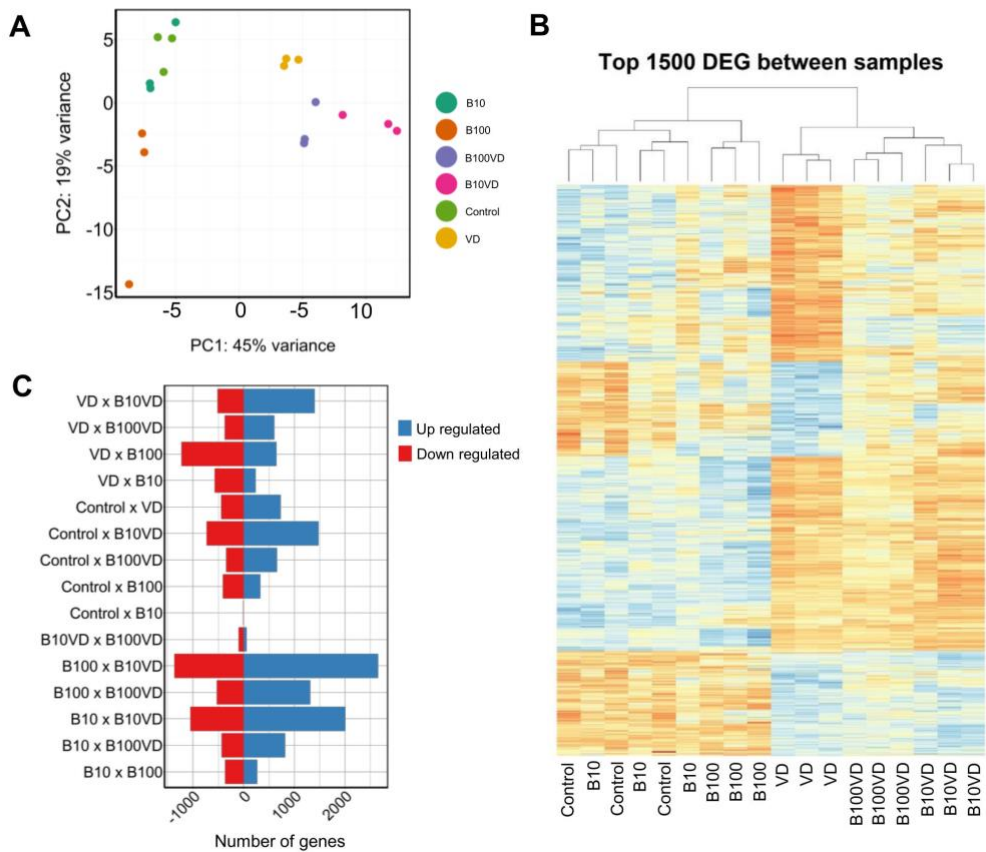 A
PC2: 19% variance
5
0
-5
-10
-15
-5
0
-5
10
PC1: 45% variance
B10
B100
B100VD
B10VD
Control
VD
B
Top 1500 DEG between samples
Control
B10
Control
B10
Control
B10
B100
B100
B100
VD
VD
VD
B100VD
B100VD
B100VD
B10VD
B10VD
B10VD
C
VD x B10VD
VD x B100VD
VD x B100
VD x B10
Control x VD
Control x B10VD
Control x B100VD
Control x B100
Control x B10
B10VD x B100VD
B100 x B10VD
B100 x B100VD
B10 x B10VD
B10 x B100VD
B10 x B100
-1000
0
1000
2000
Number of genes
Up regulated
Down regulated